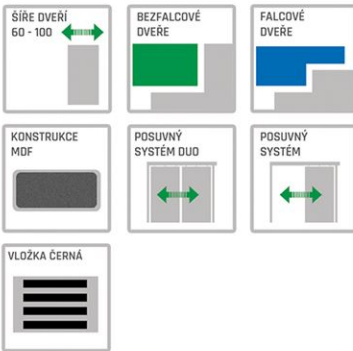 ŠÍŘE DVEŘÍ
60 - 100
BEZFALCOVÉ
DVEŘE
FALCOVÉ
DVEŘE
KONSTRUKCE
MDF
POSUVNÝ
SYSTÉM DUO
POSUVNÝ
SYSTÉM
VLOŽKA ČERNÁ